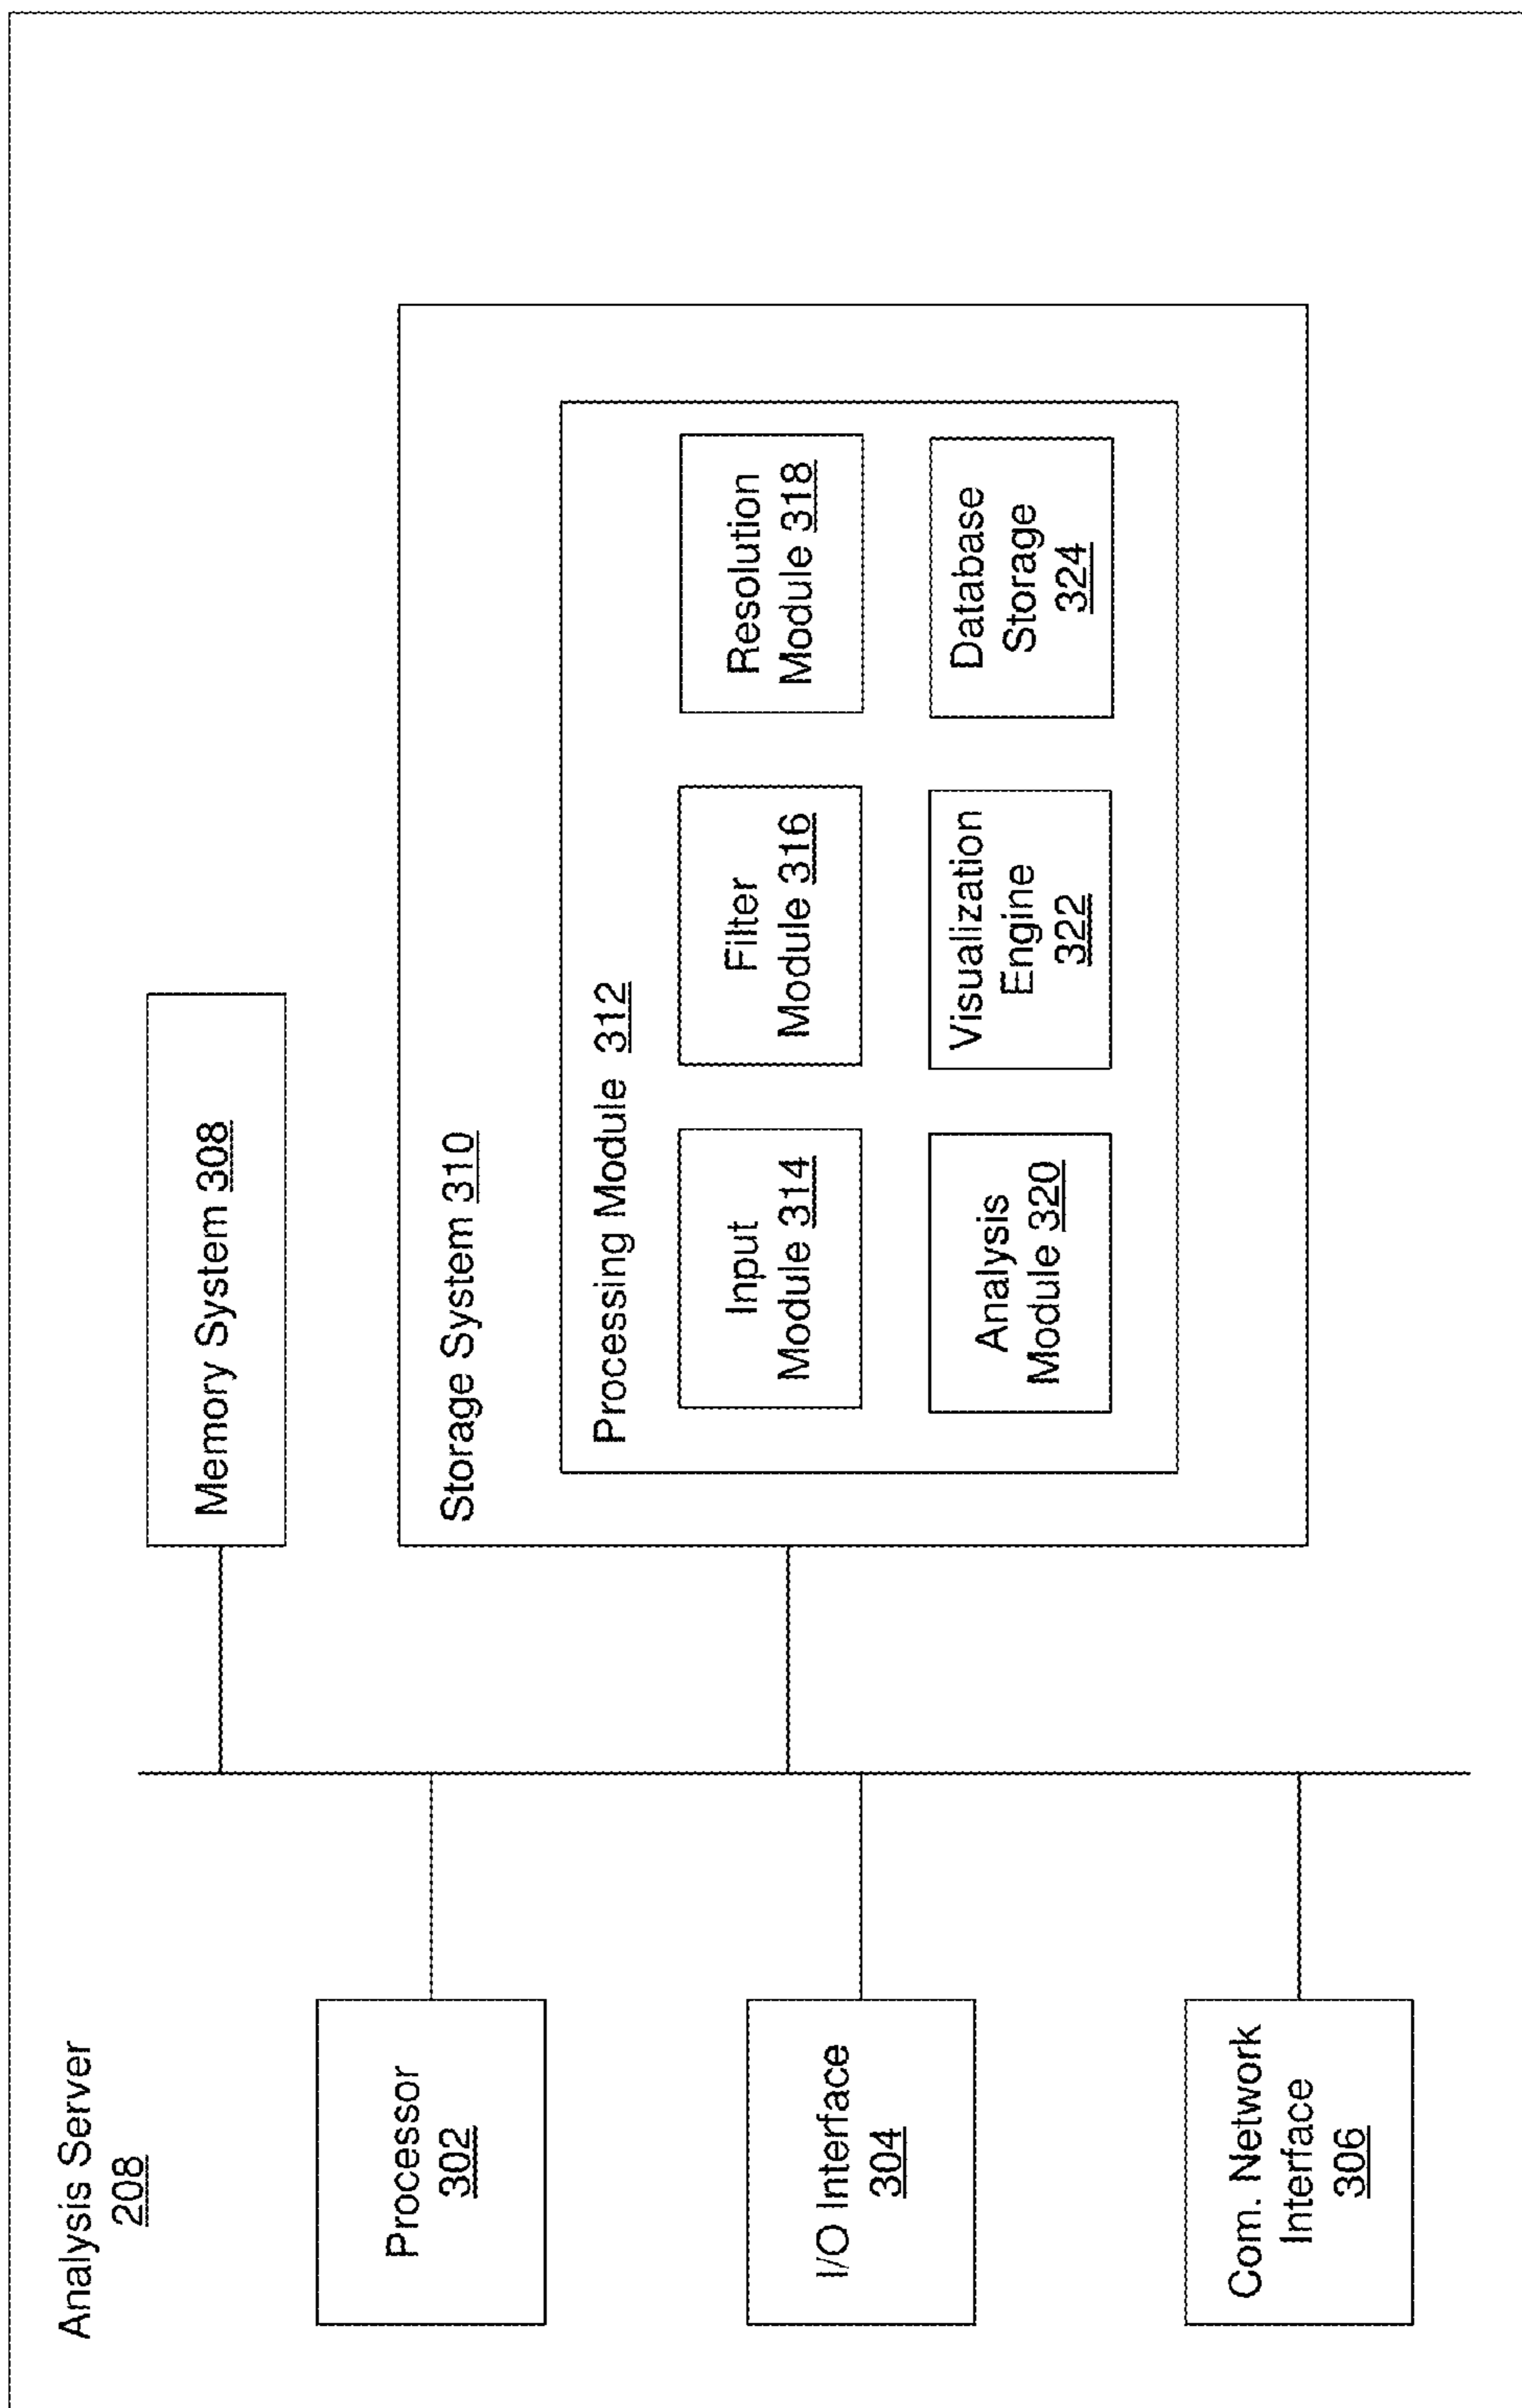 Analysis Server
208
Processor
302
I/O Interface
304
Com. Network
Interface
306
Memory System 308
Storage System 310
Processing Module 312
Input
Module 314
Filter
Module 316
Resolution
Module 318
Analysis
Module 320
Visualization
Engine
322
Database
Storage
324